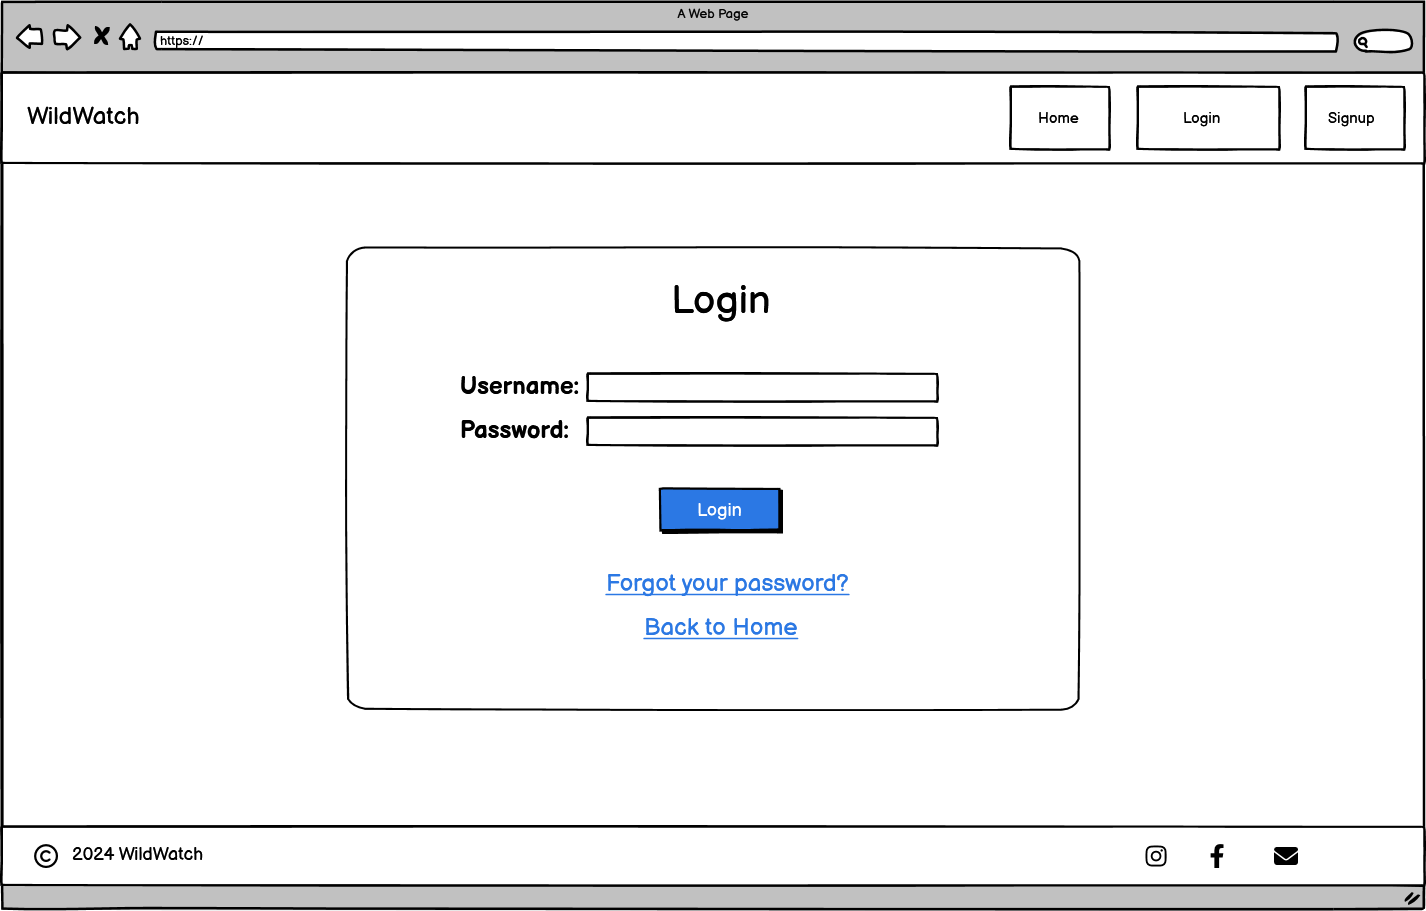 A Web Page
https://
WildWatch
Home
Login
Signup
Login
Username:
Password:
Login
Forgot your password?
Back to Home
© 2024 WildWatch